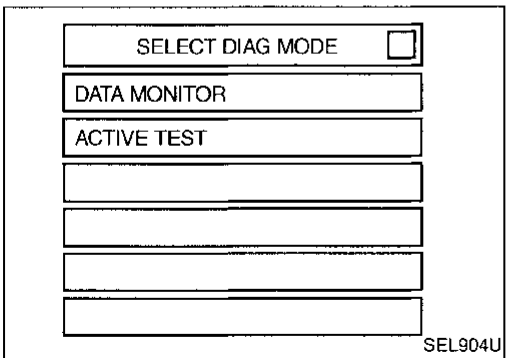 SELECT DIAG MODE
DATA MONITOR
ACTIVE TEST
SEL904U